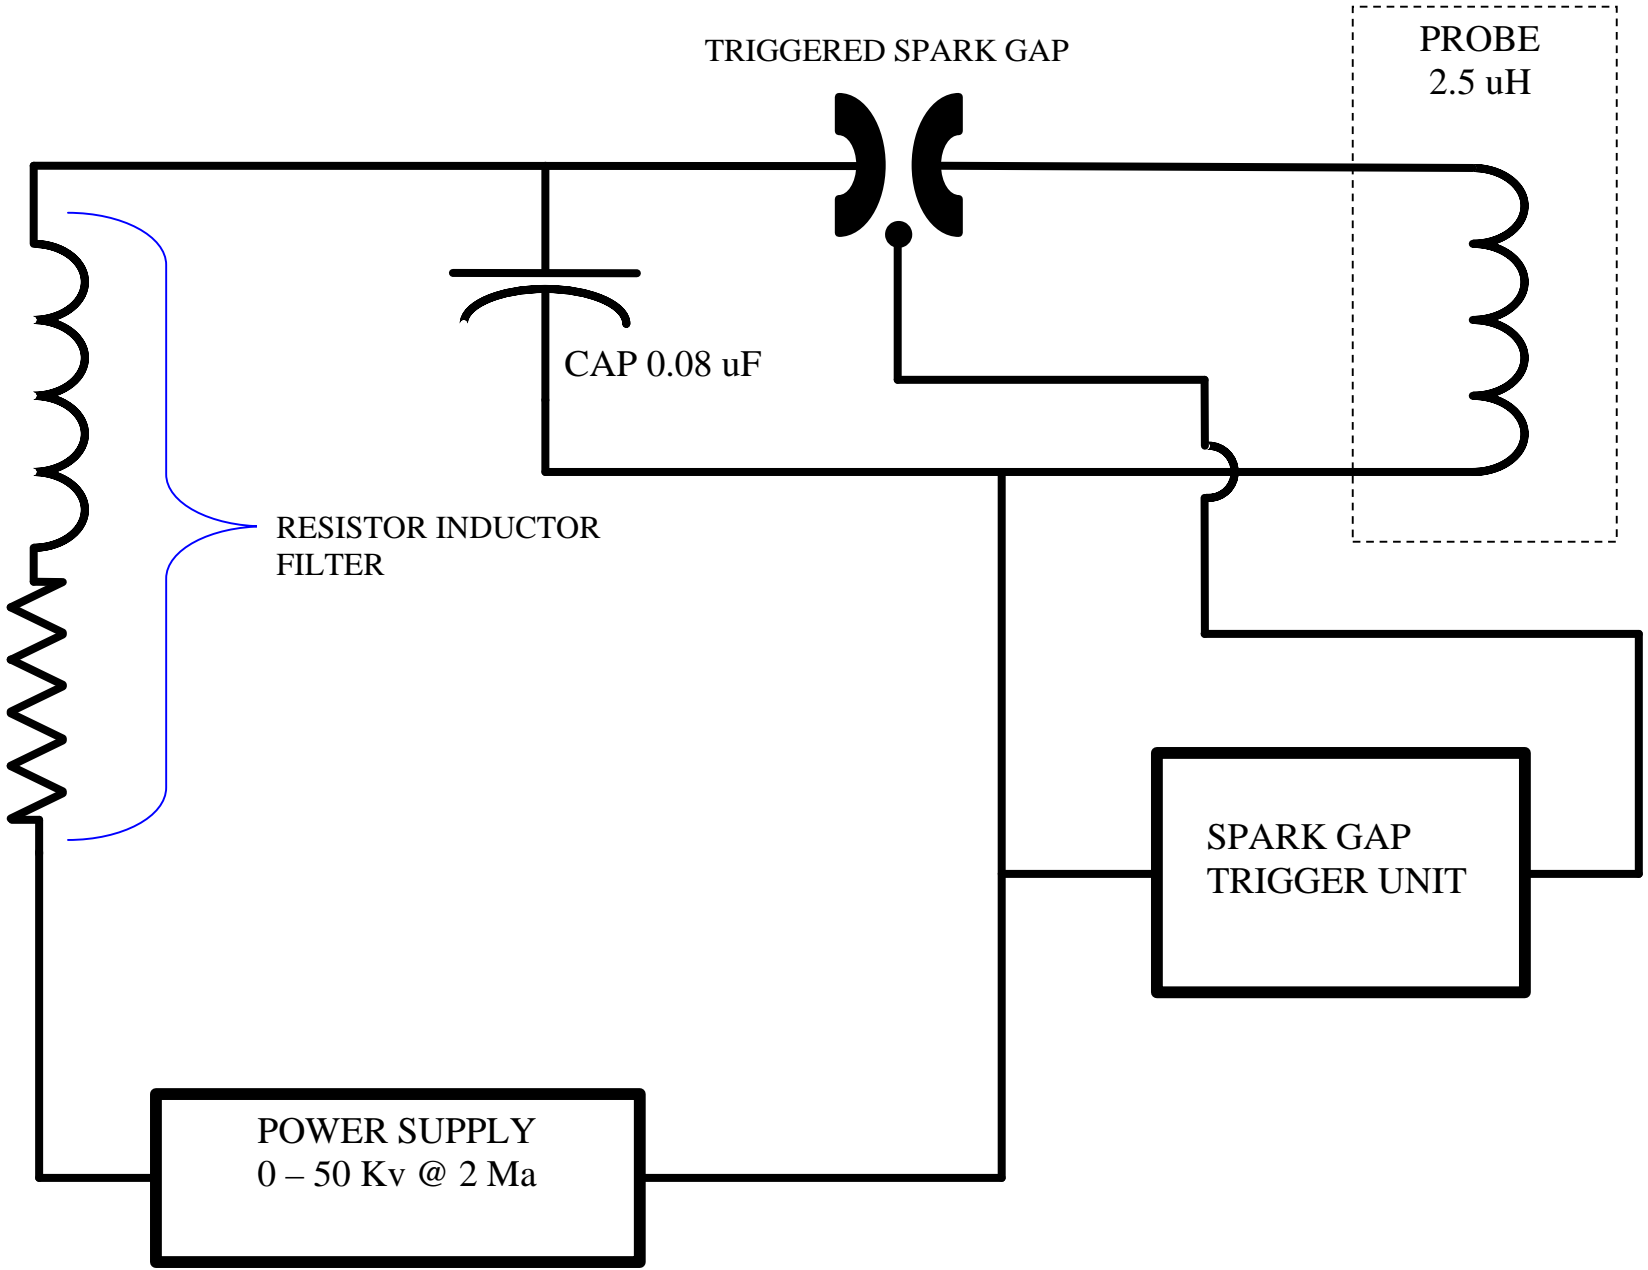 TRIGGERED SPARK GAP
PROBE
2.5 uH
CAP 0.08 uF
RESISTOR INDUCTOR
FILTER
SPARK GAP
TRIGGER UNIT
POWER SUPPLY
0 – 50 Kv @ 2 Ma